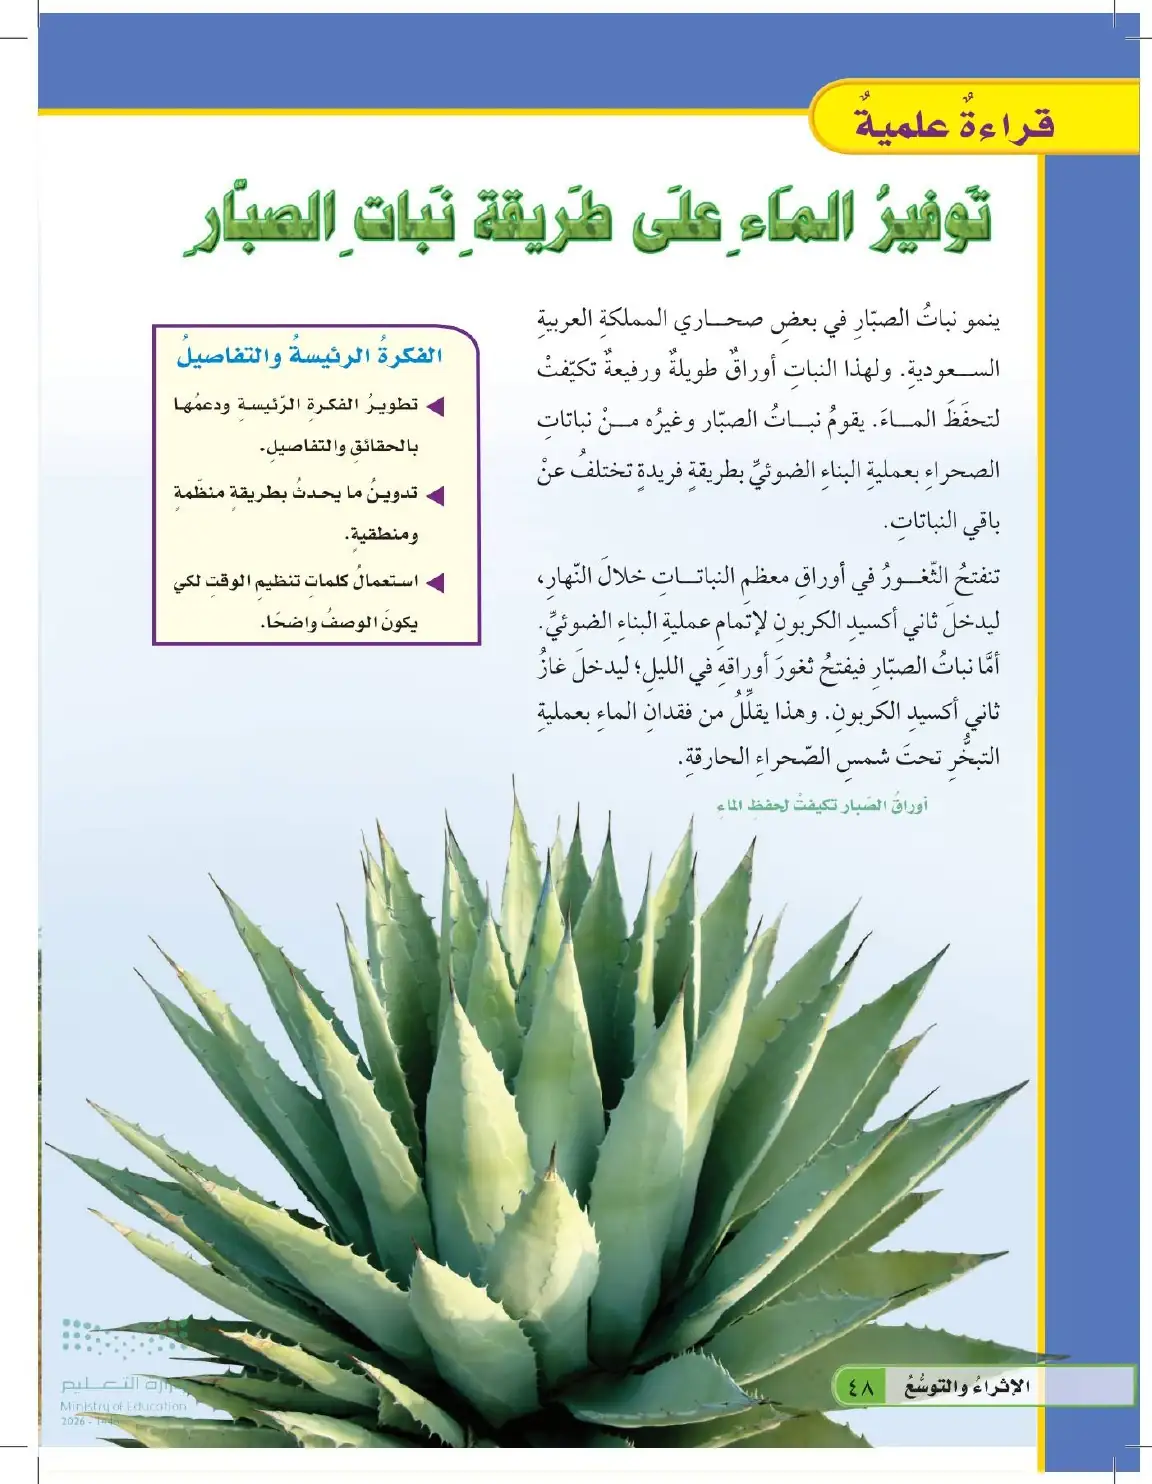 قراءةٌ علميةٌ
تَوفيرُ المَاءِ علَى طَريقةِ نَباتِ الصبَّارِ
ينمو نباتُ الصبّارِ في بعضِ صحاري المملكةِ العربيةِ
السعوديةِ. ولهذا النباتِ أوراقٌ طويلةٌ ورفيعةٌ تكيّفتْ
لتحفَظَ الماءَ. يقومُ نباتُ الصبّار وغيرُه منْ نباتاتِ
الصحراءِ بعمليةِ البناءِ الضوئيِّ بطريقةٍ فريدةٍ تختلفُ عنْ
باقي النباتاتِ.
تنفتحُ الثّغورُ في أوراقِ معظمِ النباتاتِ خلالَ النّهارِ،
ليدخلَ ثاني أكسيدِ الكربونِ لإتمامِ عمليةِ البناءِ الضوئيِّ.
أمَّا نباتُ الصبّارِ فيفتحُ ثغورَ أوراقهِ في الليلِ؛ ليدخلَ غازُ
ثاني أكسيدِ الكربونِ. وهذا يقلِّلُ من فقدانِ الماءِ بعمليةِ
التبخُّرِ تحتَ شمسِ الصّحراءِ الحارقةِ.
الفكرةُ الرئيسةُ والتفاصيلُ
تطويرُ الفكرةِ الرّئيسةِ ودعمُها
بالحقائقِ والتفاصيلِ.
تدوينُ ما يحدثُ بطريقةٍ منظّمةٍ
ومنطقيةٍ.
استعمالُ كلماتِ تنظيمِ الوقتِ لكي
يكونَ الوصفُ واضحًا.
أوراقُ الصّبارِ تكيفتْ لحفظِ الماءِ
الإثراءُ والتوسُّعُ
٤٨
وزارة التعليم
Ministry of Education
2026 - 1448